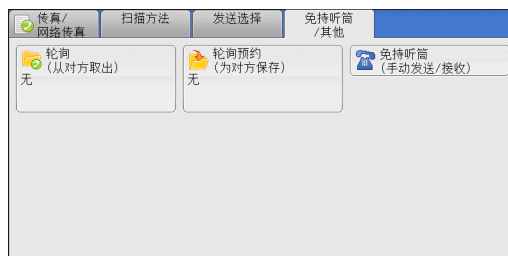 传真/
网络传真
扫描方法
发送选择
免持听筒
/其他
轮询
（从对方取出）
无
轮询预约
（为对方保存）
无
免持听筒
（手动发送/接收）